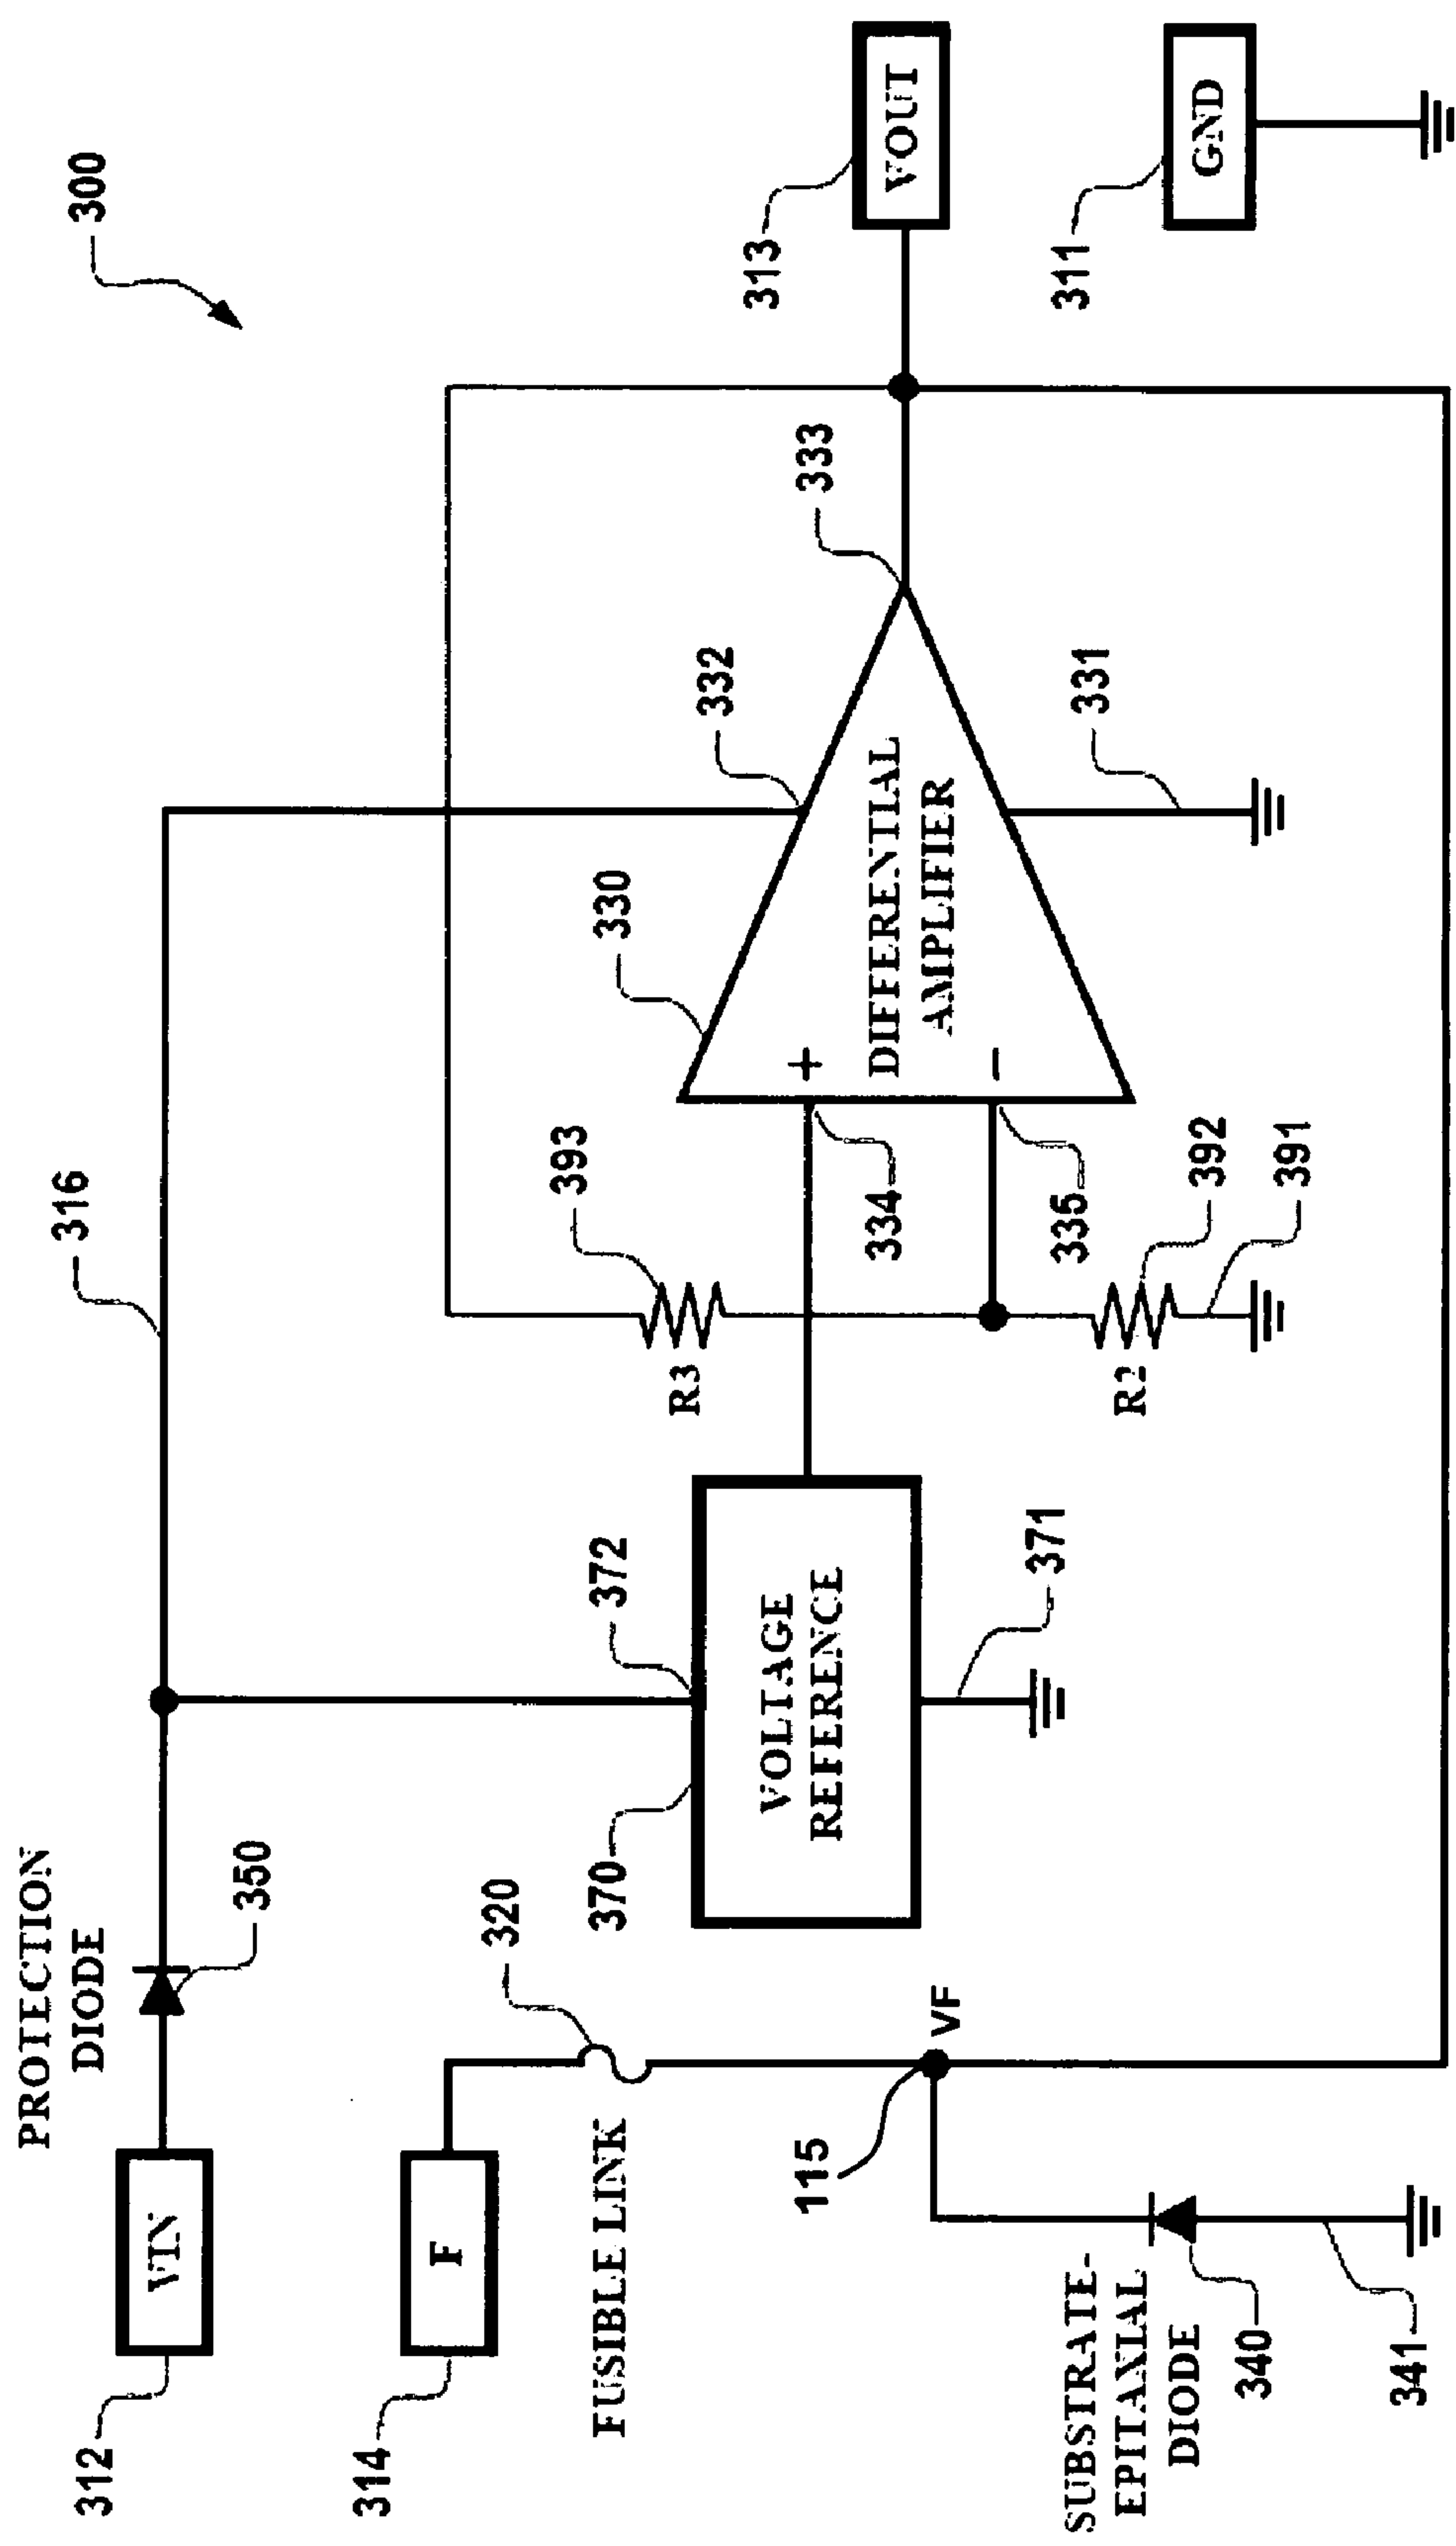 300
PROTECTION
DIODE
316
VIN
312
350
F
314
FUSIBLE LINK
320
393
R3
330
332
333
313
VOUT
372
370
VOLTAGE
REFERENCE
371
334
+
335
−
DIFFERENTIAL
AMPLIFIER
331
392
R2
391
311
GND
115
VF
SUBSTRATE-
EPITAXIAL
DIODE
340
341